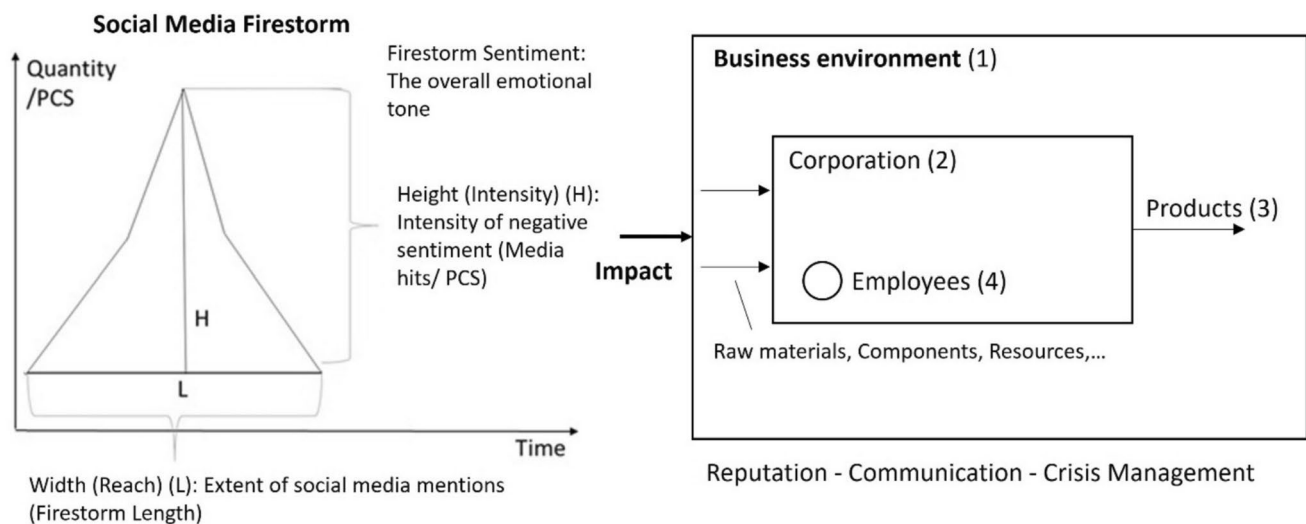 Social Media Firestorm
Quantity
/PCS
Firestorm Sentiment:
The overall emotional
tone
Height (Intensity) (H):
Intensity of negative
sentiment (Media
hits/ PCS)
H
L
Time
Width (Reach) (L): Extent of social media mentions
(Firestorm Length)
Impact
Business environment (1)
Corporation (2)
Employees (4)
Products (3)
Raw materials, Components, Resources,...
Reputation - Communication - Crisis Management